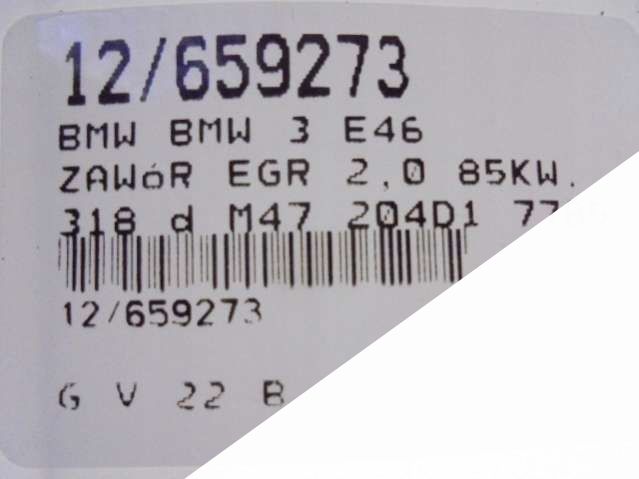 12/659273
BMW BMW 3 E46
ZAWóR EGR 2,0 85KW.
318 d M47 204D1
12/659273
G V 22 B